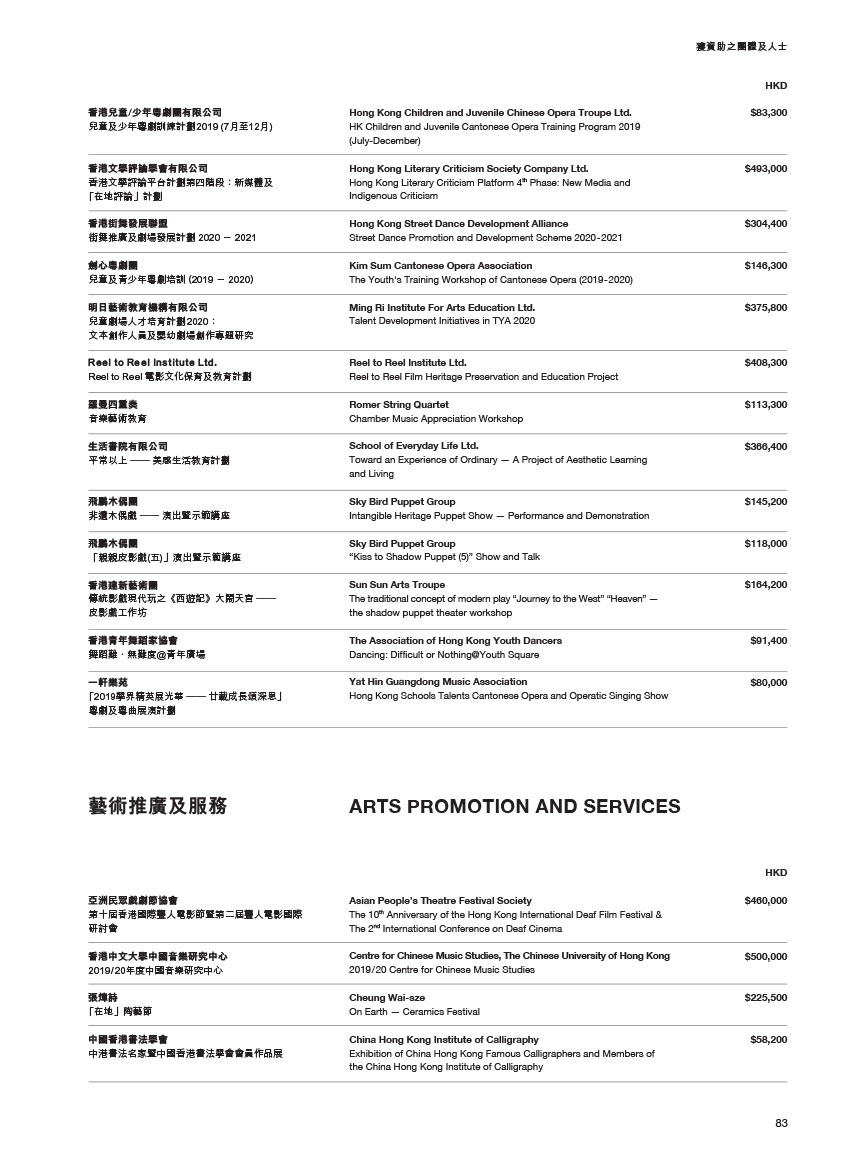 獲資助之團體及人士
HKD
香港兒童/少年粵劇團有限公司
兒童及少年粵劇訓練計劃2019 (7月至12月)
Hong Kong Children and Juvenile Chinese Opera Troupe Ltd.
HK Children and Juvenile Cantonese Opera Training Program 2019
(July-December)
$83,300
香港文學評論學會有限公司
香港文學評論平台計劃第四階段：新媒體及
「在地評論」計劃
Hong Kong Literary Criticism Society Company Ltd.
Hong Kong Literary Criticism Platform 4th Phase: New Media and
Indigenous Criticism
$493,000
香港街舞發展聯盟
街舞推廣及劇場發展計劃 2020 － 2021
Hong Kong Street Dance Development Alliance
Street Dance Promotion and Development Scheme 2020-2021
$304,400
劍心粵劇團
兒童及青少年粵劇培訓 (2019 － 2020)
Kim Sum Cantonese Opera Association
The Youth's Training Workshop of Cantonese Opera (2019-2020)
$146,300
明日藝術教育機構有限公司
兒童劇場人才培育計劃2020：
文本創作人員及嬰幼劇場創作專題研究
Ming Ri Institute For Arts Education Ltd.
Talent Development Initiatives in TYA 2020
$375,800
Reel to Reel Institute Ltd.
Reel to Reel 電影文化保育及教育計劃
Reel to Reel Institute Ltd.
Reel to Reel Film Heritage Preservation and Education Project
$408,300
羅曼四重奏
音樂藝術教育
Romer String Quartet
Chamber Music Appreciation Workshop
$113,300
生活書院有限公司
平常以上 —— 美感生活教育計劃
School of Everyday Life Ltd.
Toward an Experience of Ordinary — A Project of Aesthetic Learning
and Living
$366,400
飛鵬木偶團
非遺木偶戲 —— 演出暨示範講座
Sky Bird Puppet Group
Intangible Heritage Puppet Show — Performance and Demonstration
$145,200
飛鵬木偶團
「親親皮影戲(五)」演出暨示範講座
Sky Bird Puppet Group
“Kiss to Shadow Puppet (5)” Show and Talk
$118,000
香港建新藝術團
傳統影戲現代玩之《西遊記》大鬧天宮 ——
皮影戲工作坊
Sun Sun Arts Troupe
The traditional concept of modern play “Journey to the West” “Heaven” —
the shadow puppet theater workshop
$164,200
香港青年舞蹈家協會
舞蹈難‧無難度@青年廣場
The Association of Hong Kong Youth Dancers
Dancing: Difficult or Nothing@Youth Square
$91,400
一軒樂苑
「2019學界精英展光華 —— 廿載成長頌深恩」
粵劇及粵曲展演計劃
Yat Hin Guangdong Music Association
Hong Kong Schools Talents Cantonese Opera and Operatic Singing Show
$80,000
藝術推廣及服務
ARTS PROMOTION AND SERVICES
HKD
亞洲民眾戲劇節協會
第十屆香港國際聾人電影節暨第二屆聾人電影國際
研討會
Asian People's Theatre Festival Society
The 10th Anniversary of the Hong Kong International Deaf Film Festival &
The 2nd International Conference on Deaf Cinema
$460,000
香港中文大學中國音樂研究中心
2019/20年度中國音樂研究中心
Centre for Chinese Music Studies, The Chinese University of Hong Kong
2019/20 Centre for Chinese Music Studies
$500,000
張煒詩
「在地」陶藝節
Cheung Wai-sze
On Earth — Ceramics Festival
$225,500
中國香港書法學會
中港書法名家暨中國香港書法學會會員作品展
China Hong Kong Institute of Calligraphy
Exhibition of China Hong Kong Famous Calligraphers and Members of
the China Hong Kong Institute of Calligraphy
$58,200
83